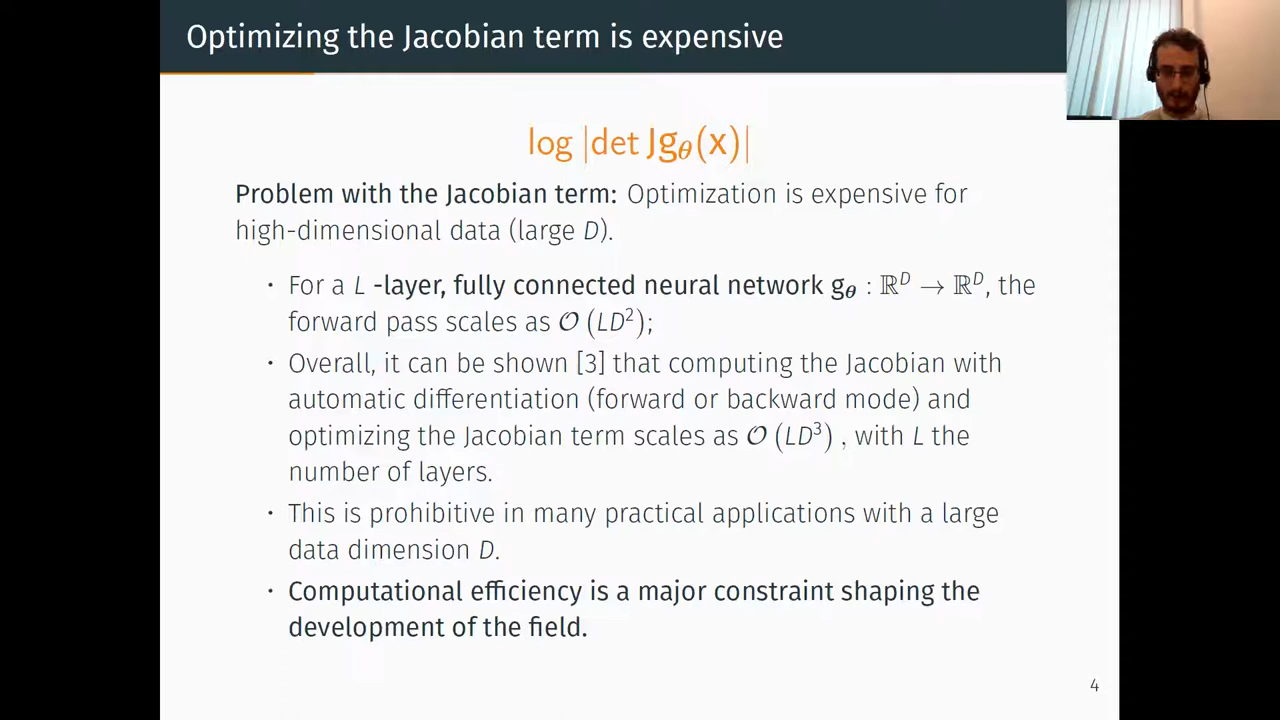 Optimizing the Jacobian term is expensive
log |det Jgθ(x)|
Problem with the Jacobian term: Optimization is expensive for
high-dimensional data (large D).
· For a L -layer, fully connected neural network gθ : ℝᴰ → ℝᴰ, the
forward pass scales as 𝒪 (LD²);
· Overall, it can be shown [3] that computing the Jacobian with
automatic differentiation (forward or backward mode) and
optimizing the Jacobian term scales as 𝒪 (LD³) , with L the
number of layers.
· This is prohibitive in many practical applications with a large
data dimension D.
· Computational efficiency is a major constraint shaping the
development of the field.
4